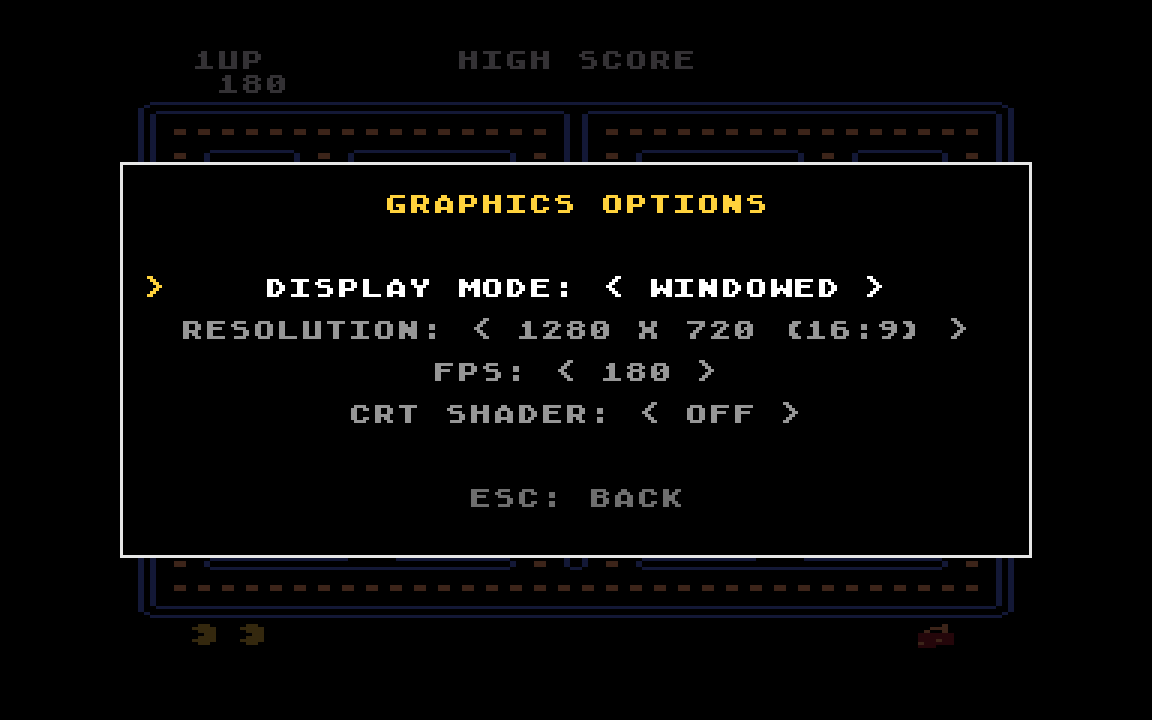 1UP HIGH SCORE
180
GRAPHICS OPTIONS
> DISPLAY MODE: < WINDOWED >
RESOLUTION: < 1280 X 720 (16:9) >
FPS: < 180 >
CRT SHADER: < OFF >
ESC: BACK